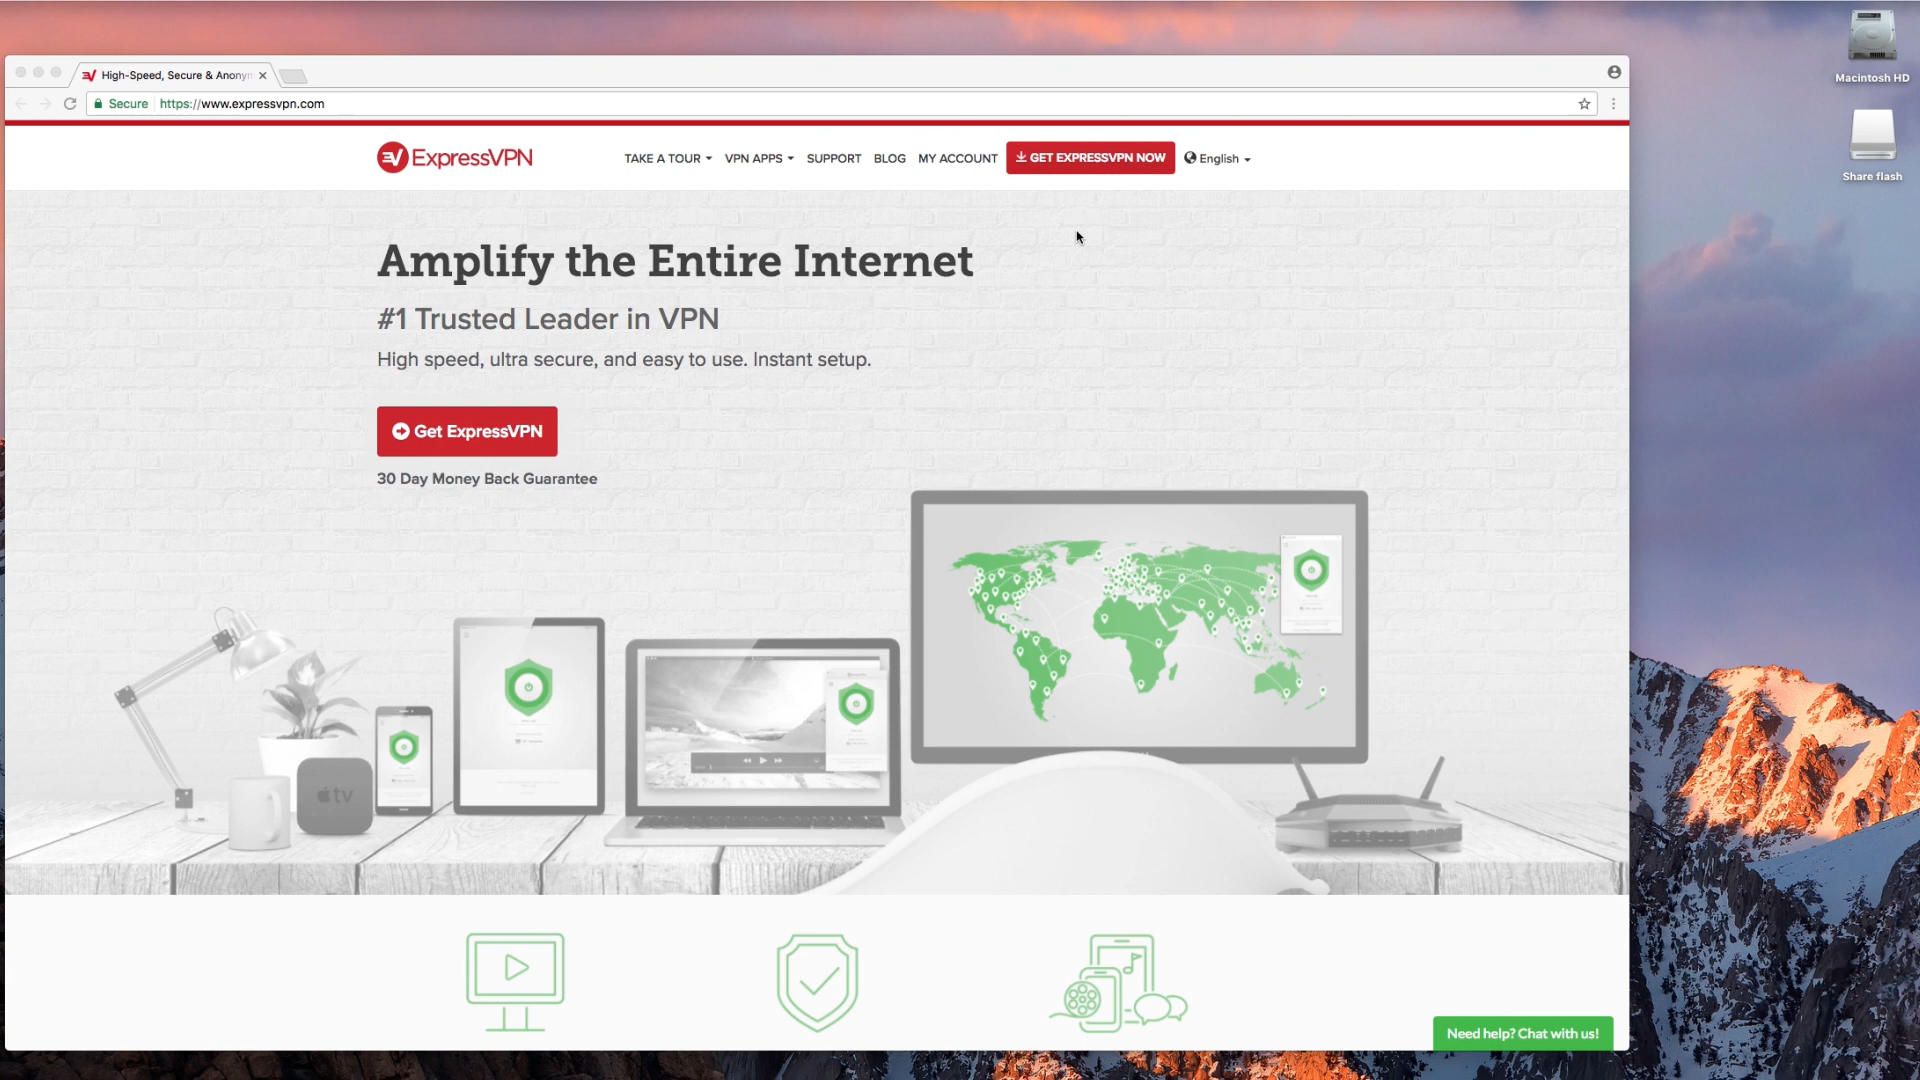 Macintosh HD
Share flash
High-Speed, Secure & Anonym
Secure https://www.expressvpn.com
ExpressVPN
TAKE A TOUR VPN APPS SUPPORT BLOG MY ACCOUNT GET EXPRESSVPN NOW English
Amplify the Entire Internet
#1 Trusted Leader in VPN
High speed, ultra secure, and easy to use. Instant setup.
Get ExpressVPN
30 Day Money Back Guarantee
tv
Need help? Chat with us!